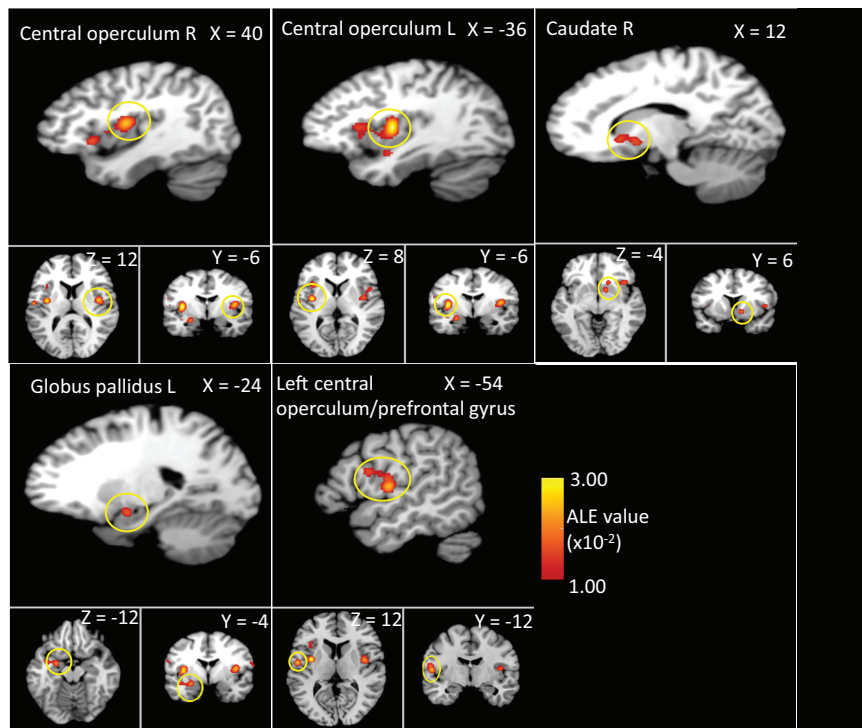 Central operculum R X = 40
Central operculum L X = -36
Caudate R X = 12
Z = 12 Y = -6
Z = 8 Y = -6
Z = -4 Y = 6
Globus pallidus L X = -24
Left central X = -54
operculum/prefrontal gyrus
3.00
ALE value
(x10⁻²)
1.00
Z = -12 Y = -4
Z = 12 Y = -12